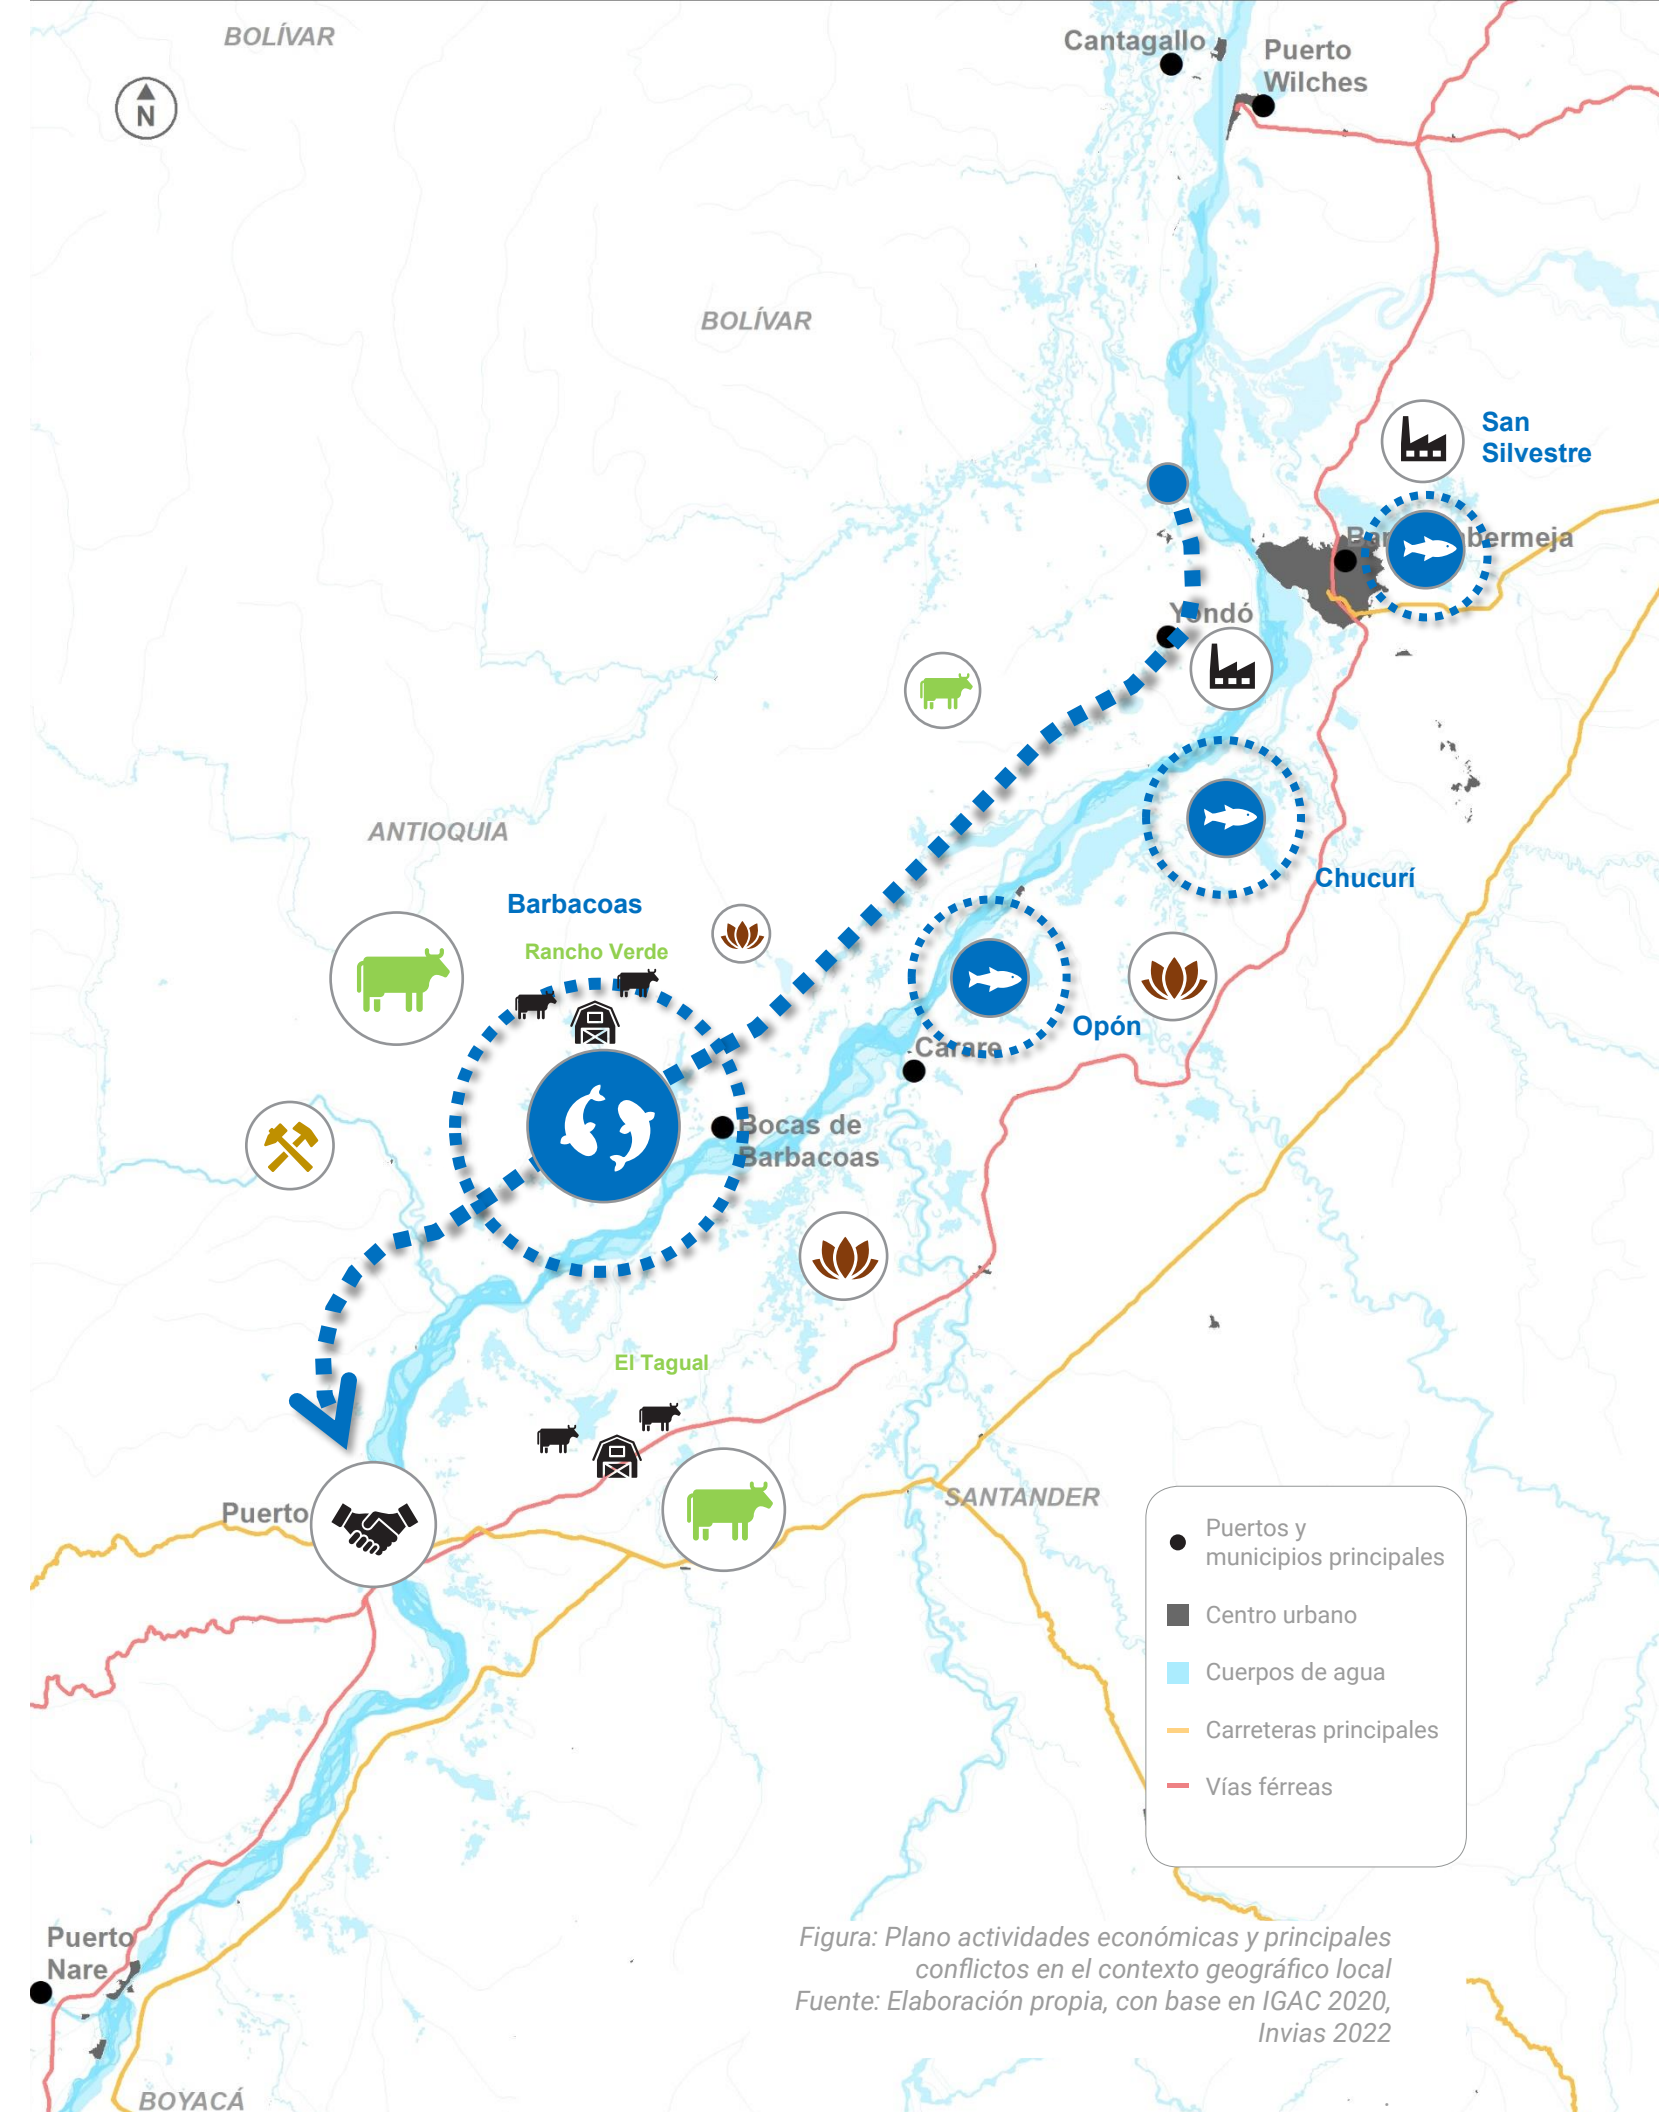 BOLÍVAR
Cantagallo
Puerto
Wilches
N
BOLÍVAR
San
Silvestre
Yondó
ANTIOQUIA
Chucurí
Barbacoas
Rancho Verde
Opón
Carare
Bocas de
Barbacoas
El Tagual
SANTANDER
Puerto
Puertos y
municipios principales
Centro urbano
Cuerpos de agua
Carreteras principales
Vías férreas
Puerto
Nare
Figura: Plano actividades económicas y principales
conflictos en el contexto geográfico local
Fuente: Elaboración propia, con base en IGAC 2020,
Invias 2022
BOYACÁ